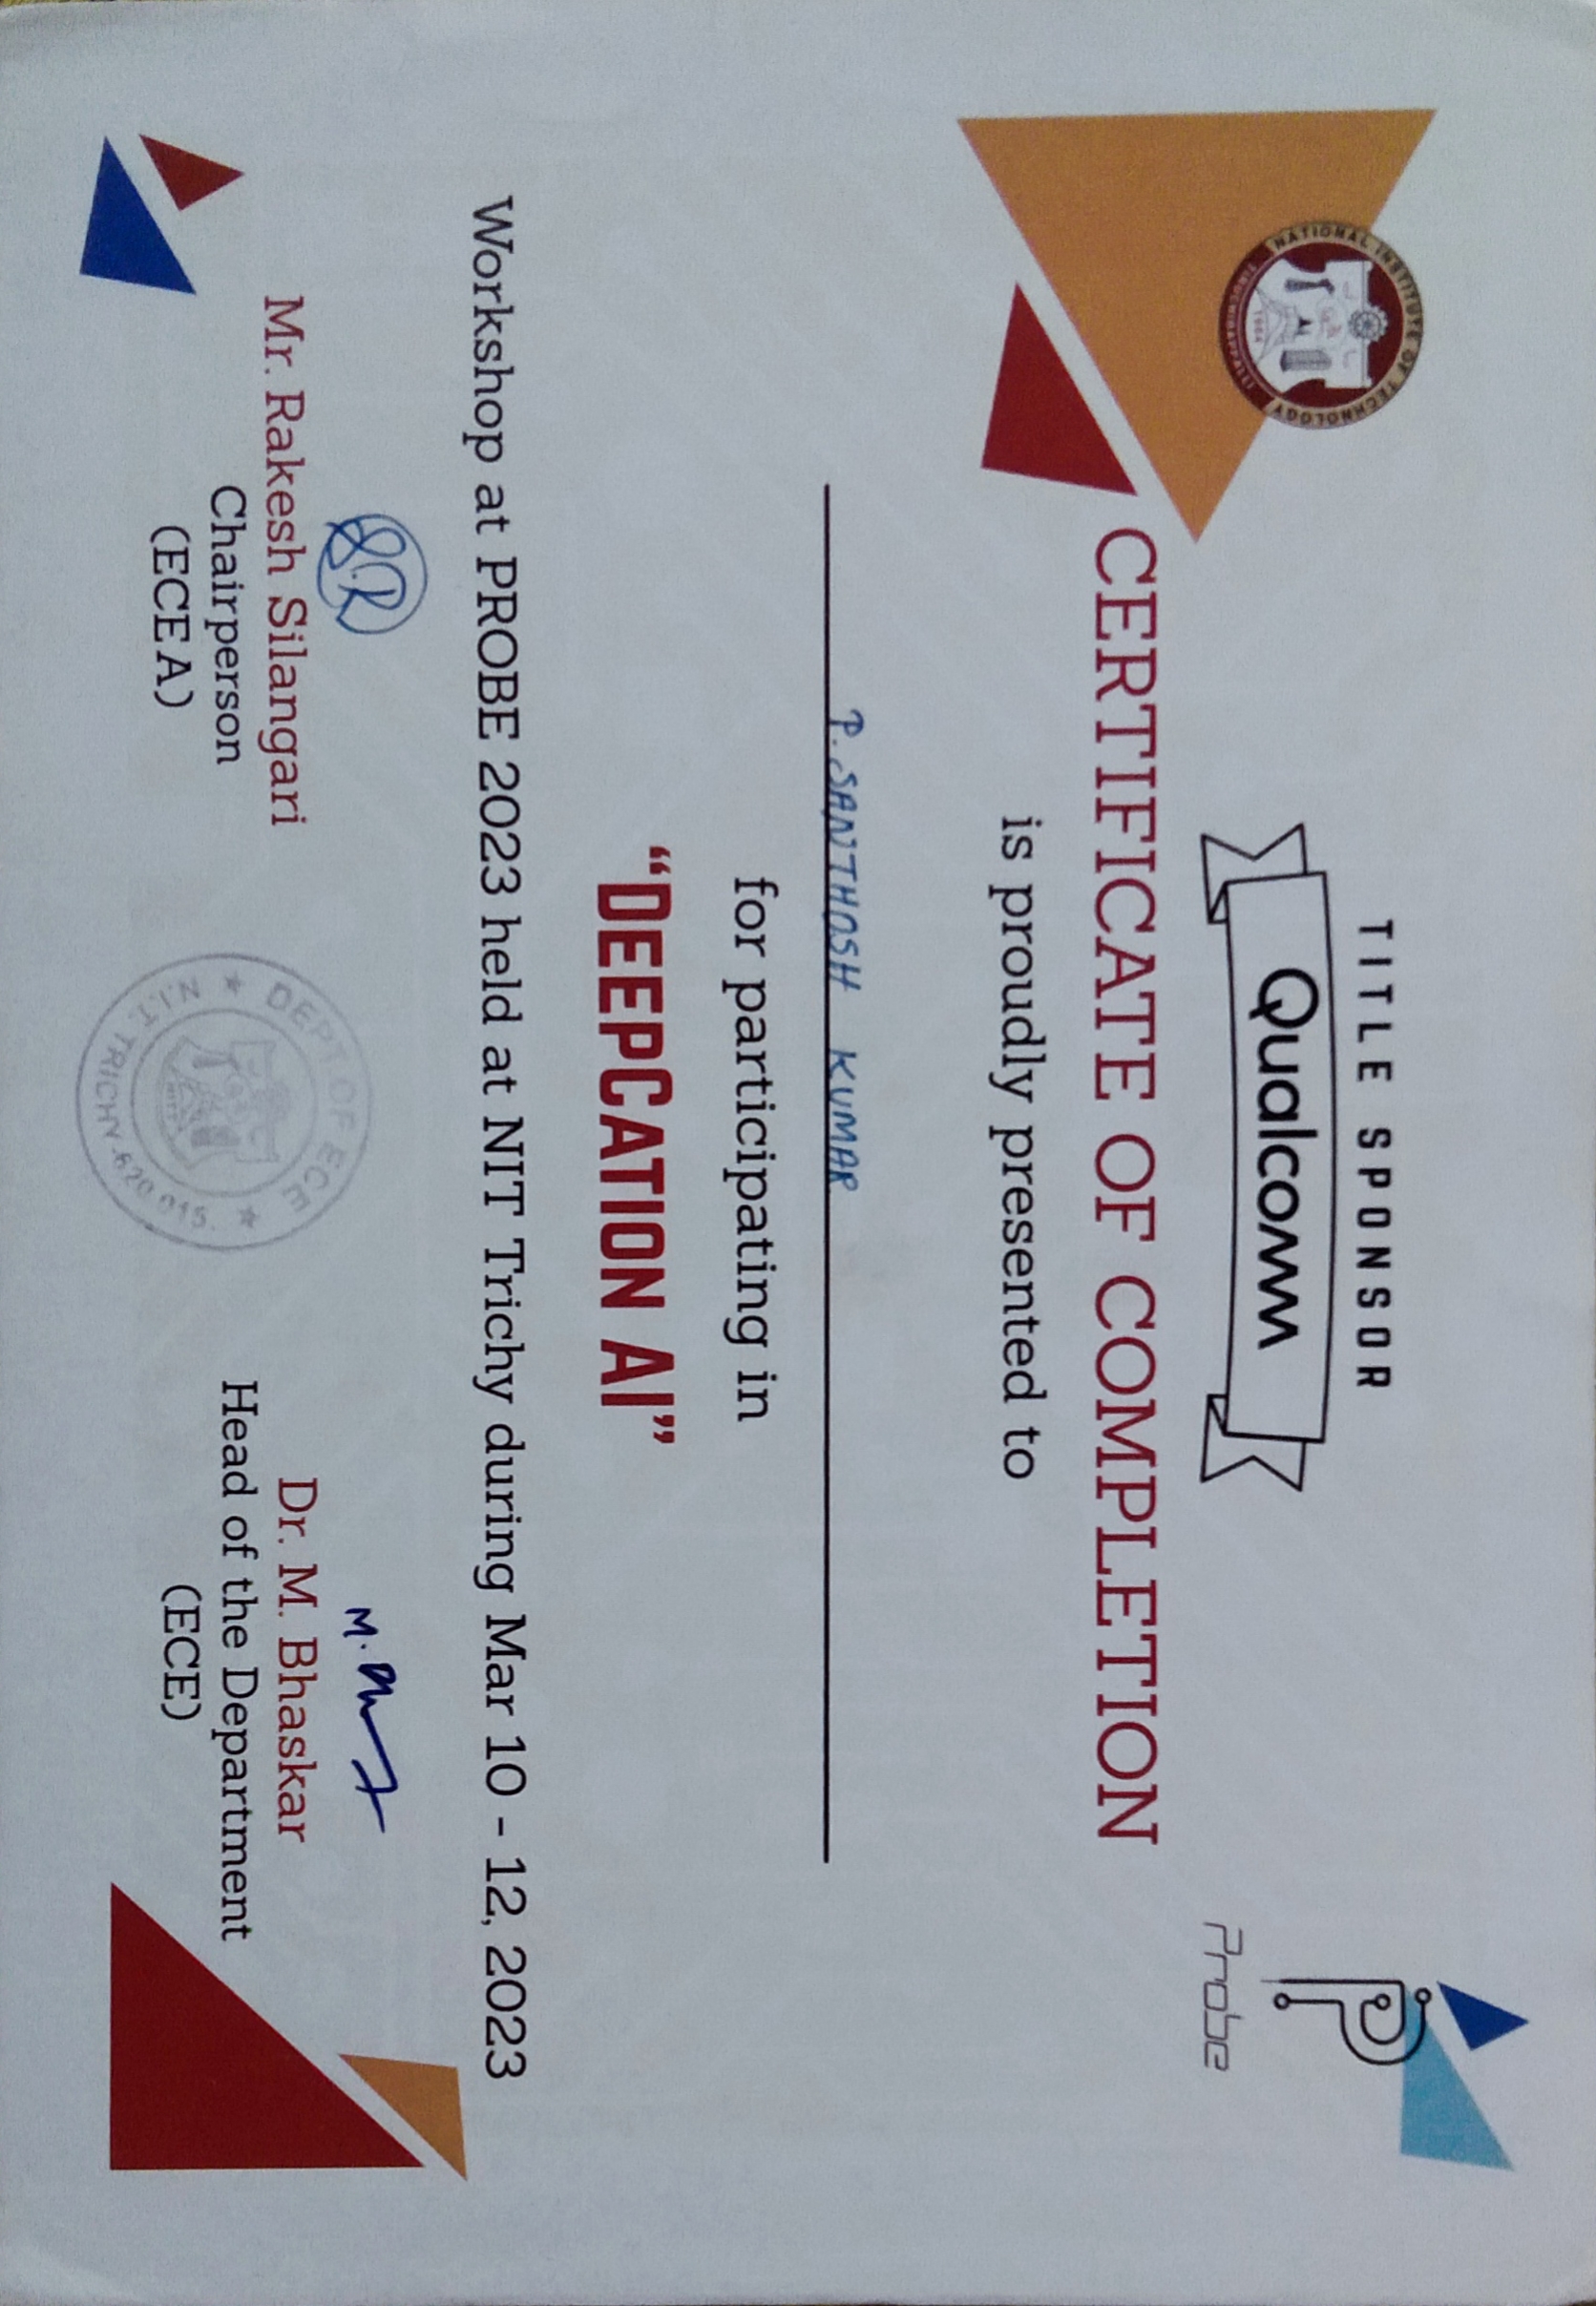 NATIONAL INSTITUTE OF TECHNOLOGY
1964
TIRUCHIRAPPALLI
TITLE SPONSOR
Qualcomm
Probe
CERTIFICATE OF COMPLETION
is proudly presented to
P. SANTHOSH KUMAR
for participating in
“DEEPCATION AI”
Workshop at PROBE 2023 held at NIT Trichy during Mar 10 - 12, 2023
S.R
Mr. Rakesh Silangari
Chairperson
(ECEA)
DEPT OF ECE
NITT
N.I.T. TRICHY-620 015.
M.
Dr. M. Bhaskar
Head of the Department
(ECE)